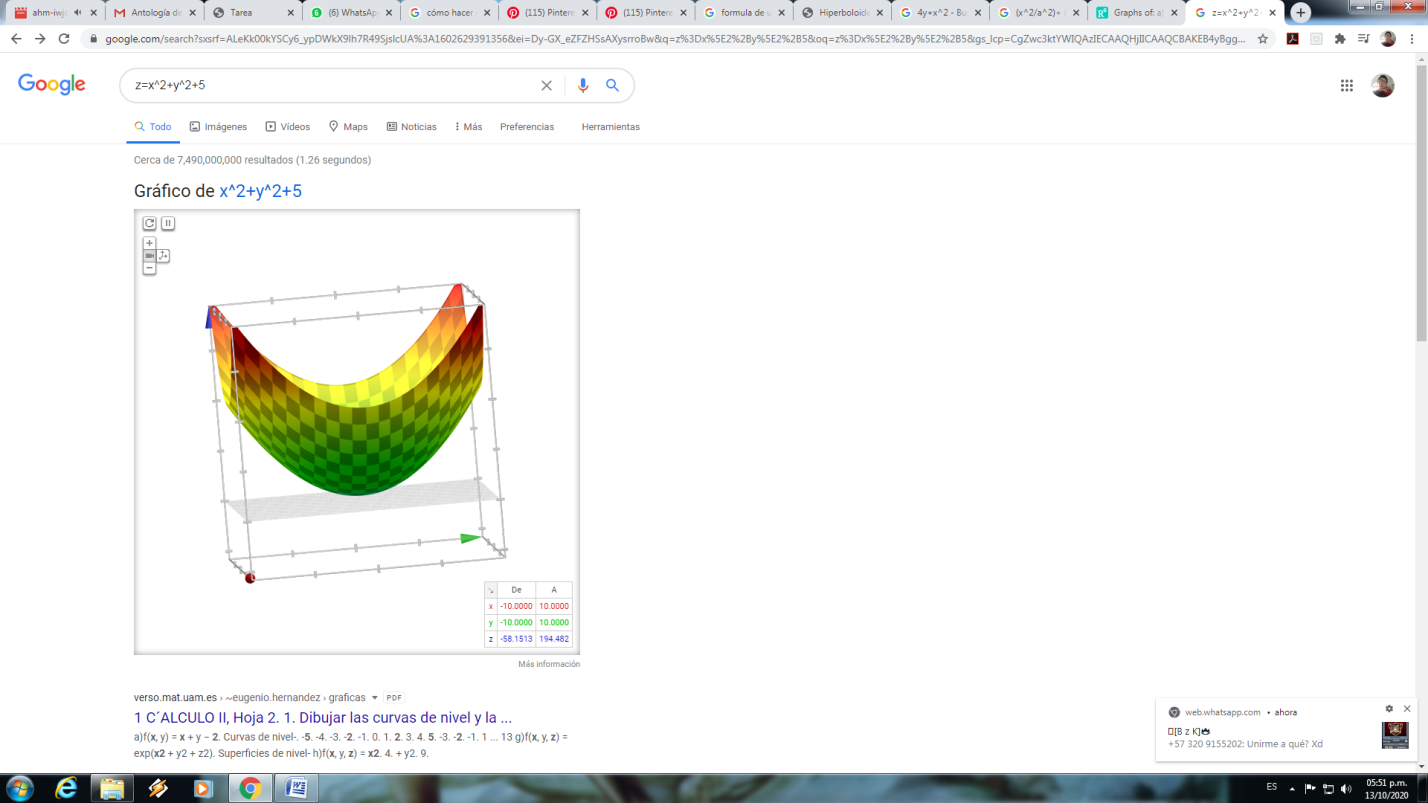 ahm-iwj
Antología de
Tarea
(6) WhatsAp
cómo hacer
(115) Pintere
(115) Pintere
formula de u
Hiperboloide
4y+x^2 - Bu
(x^2/a^2)+
Graphs of: a)
z=x^2+y^2+
google.com/search?sxsrf=ALeKk00kYSCy6_ypDWkX9Ih7R49SjslcUA%3A1602629391356&ei=Dy-GX_eZFZHSsAXysrroBw&q=z%3Dx%5E2%2By%5E2%2B5&oq=z%3Dx%5E2%2By%5E2%2B5&gs_lcp=CgZwc3ktYWIQAzIECAAQHjIICAAQCBAKEB4yBgg...
Google
z=x^2+y^2+5
Todo Imágenes Vídeos Maps Noticias Más Preferencias Herramientas
Cerca de 7,490,000,000 resultados (1.26 segundos)
Gráfico de x^2+y^2+5
De A
x -10.0000 10.0000
y -10.0000 10.0000
z -58.1513 194.482
Más información
verso.mat.uam.es › ~eugenio.hernandez › graficas PDF
1 C´ALCULO II, Hoja 2. 1. Dibujar las curvas de nivel y la ...
a)f(x, y) = x + y − 2. Curvas de nivel-. -5. -4. -3. -2. -1. 0. 1. 2. 3. 4. 5. -3. -2. -1. 1 ... 13 g)f(x, y, z) =
exp(x2 + y2 + z2). Superficies de nivel- h)f(x, y, z) = x2. 4. + y2. 9.
web.whatsapp.com • ahora
[B z K]
+57 320 9155202: Unirme a qué? Xd
ES
05:51 p.m.
13/10/2020